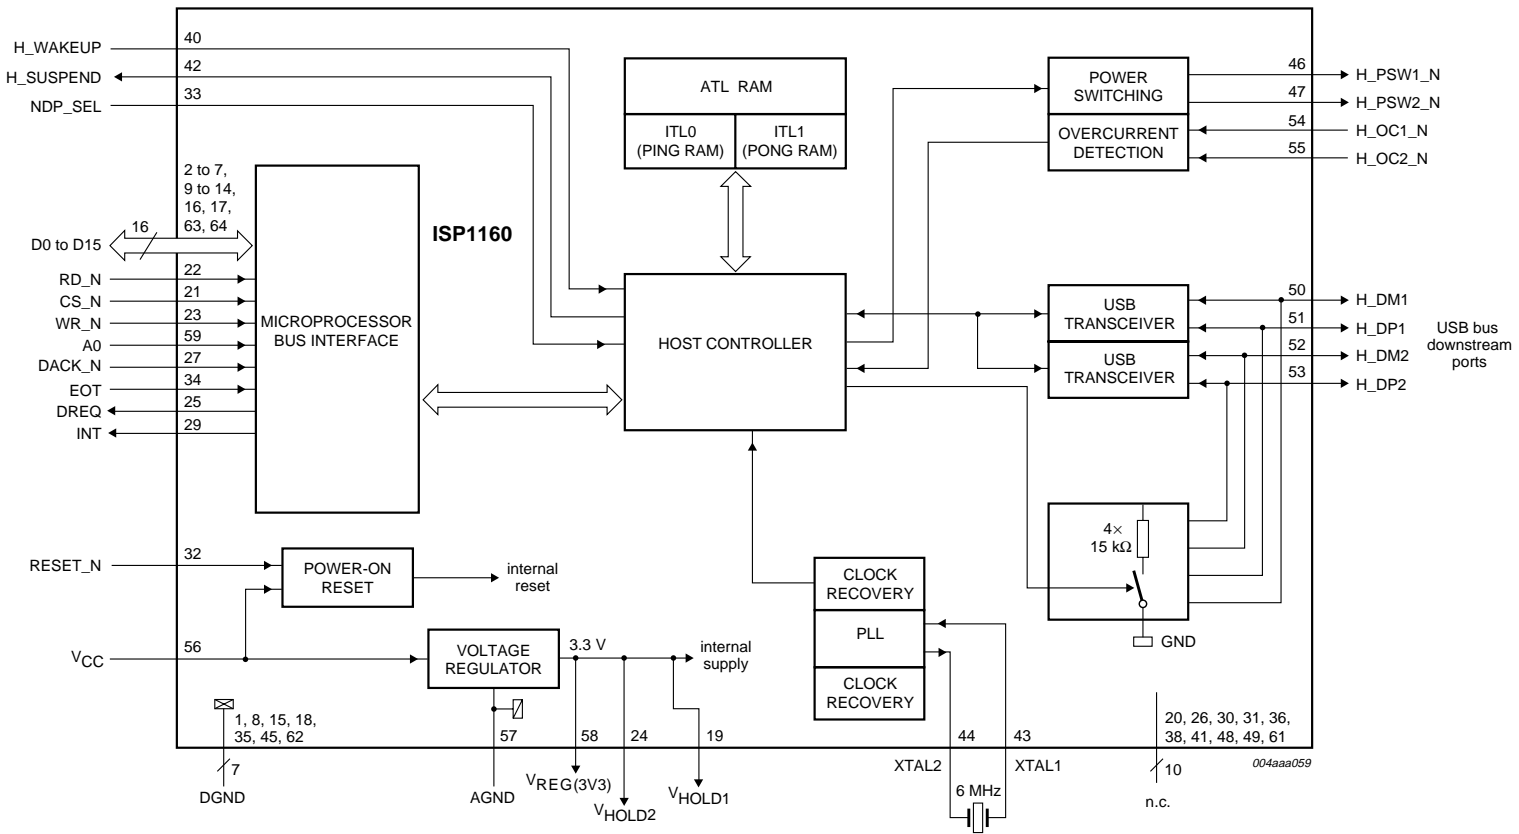 H_WAKEUP
40
H_SUSPEND
42
NDP_SEL
33
2 to 7,
9 to 14,
16, 17,
63, 64
D0 to D15
16
RD_N
22
CS_N
21
WR_N
23
A0
59
DACK_N
27
EOT
34
DREQ
25
INT
29
MICROPROCESSOR
BUS INTERFACE
ISP1160
ATL RAM
ITL0
(PING RAM)
ITL1
(PONG RAM)
HOST CONTROLLER
POWER
SWITCHING
OVERCURRENT
DETECTION
46
H_PSW1_N
47
H_PSW2_N
54
H_OC1_N
55
H_OC2_N
USB
TRANSCEIVER
USB
TRANSCEIVER
50
H_DM1
51
H_DP1
52
H_DM2
53
H_DP2
USB bus
downstream
ports
4×
15 kΩ
GND
RESET_N
32
POWER-ON
RESET
internal
reset
VCC
56
VOLTAGE
REGULATOR
3.3 V
internal
supply
CLOCK
RECOVERY
PLL
CLOCK
RECOVERY
1, 8, 15, 18,
35, 45, 62
7
DGND
57
AGND
58
VREG(3V3)
24
VHOLD2
19
VHOLD1
44
XTAL2
43
XTAL1
6 MHz
20, 26, 30, 31, 36,
38, 41, 48, 49, 61
10
n.c.
004aaa059